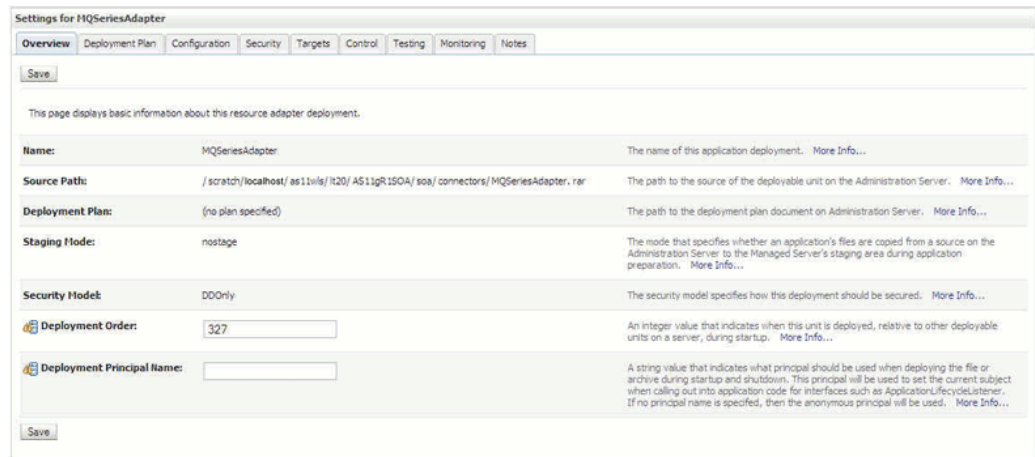 Settings for MQSeriesAdapter
Overview Deployment Plan Configuration Security Targets Control Testing Monitoring Notes
Save
This page displays basic information about this resource adapter deployment.
Name: MQSeriesAdapter The name of this application deployment. More Info...
Source Path: /scratch/localhost/as11wls/lt20/AS11gR1SOA/soa/connectors/MQSeriesAdapter.rar The path to the source of the deployable unit on the Administration Server. More Info...
Deployment Plan: (no plan specified) The path to the deployment plan document on Administration Server. More Info...
Staging Mode: nostage The mode that specifies whether an application's files are copied from a source on the
Administration Server to the Managed Server's staging area during application
preparation. More Info...
Security Model: DDOnly The security model specifies how this deployment should be secured. More Info...
Deployment Order: 327 An integer value that indicates when this unit is deployed, relative to other deployable
units on a server, during startup. More Info...
Deployment Principal Name: A string value that indicates what principal should be used when deploying the file or
archive during startup and shutdown. This principal will be used to set the current subject
when calling out into application code for interfaces such as ApplicationLifecycleListener.
If no principal name is specifed, then the anonymous principal will be used. More Info...
Save